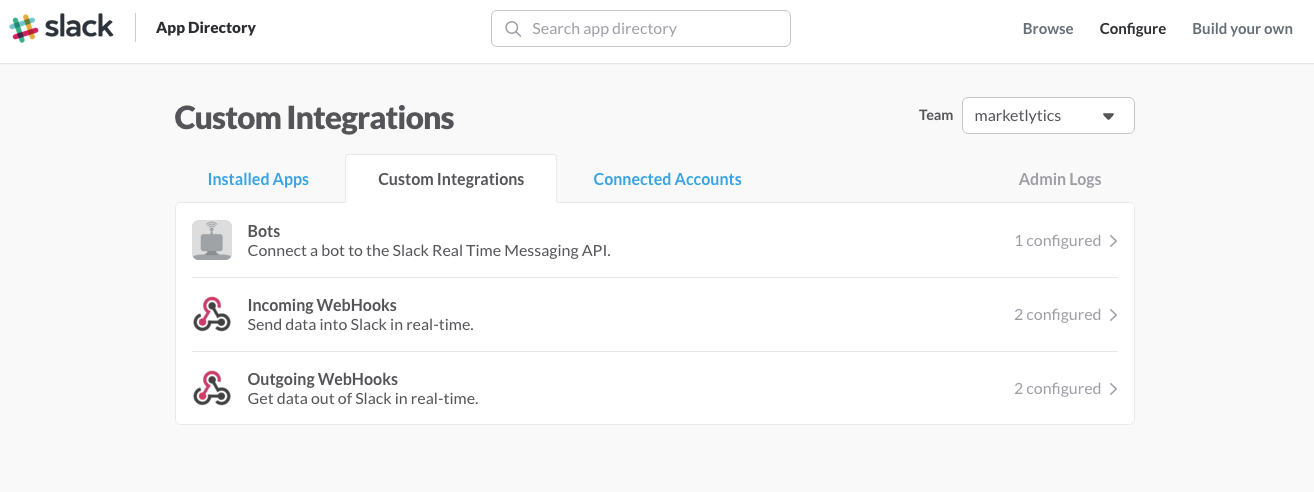 slack App Directory Search app directory Browse Configure Build your own
Custom Integrations Team marketlytics
Installed Apps Custom Integrations Connected Accounts Admin Logs
Bots
Connect a bot to the Slack Real Time Messaging API.
1 configured
Incoming WebHooks
Send data into Slack in real-time.
2 configured
Outgoing WebHooks
Get data out of Slack in real-time.
2 configured